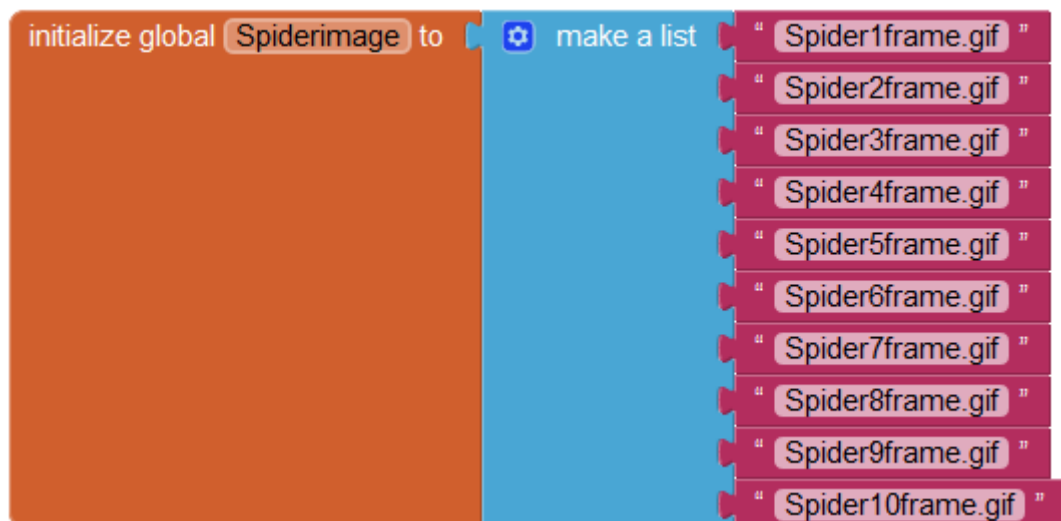 initialize global Spiderimage to make a list “ Spider1frame.gif ”
“ Spider2frame.gif ”
“ Spider3frame.gif ”
“ Spider4frame.gif ”
“ Spider5frame.gif ”
“ Spider6frame.gif ”
“ Spider7frame.gif ”
“ Spider8frame.gif ”
“ Spider9frame.gif ”
“ Spider10frame.gif ”